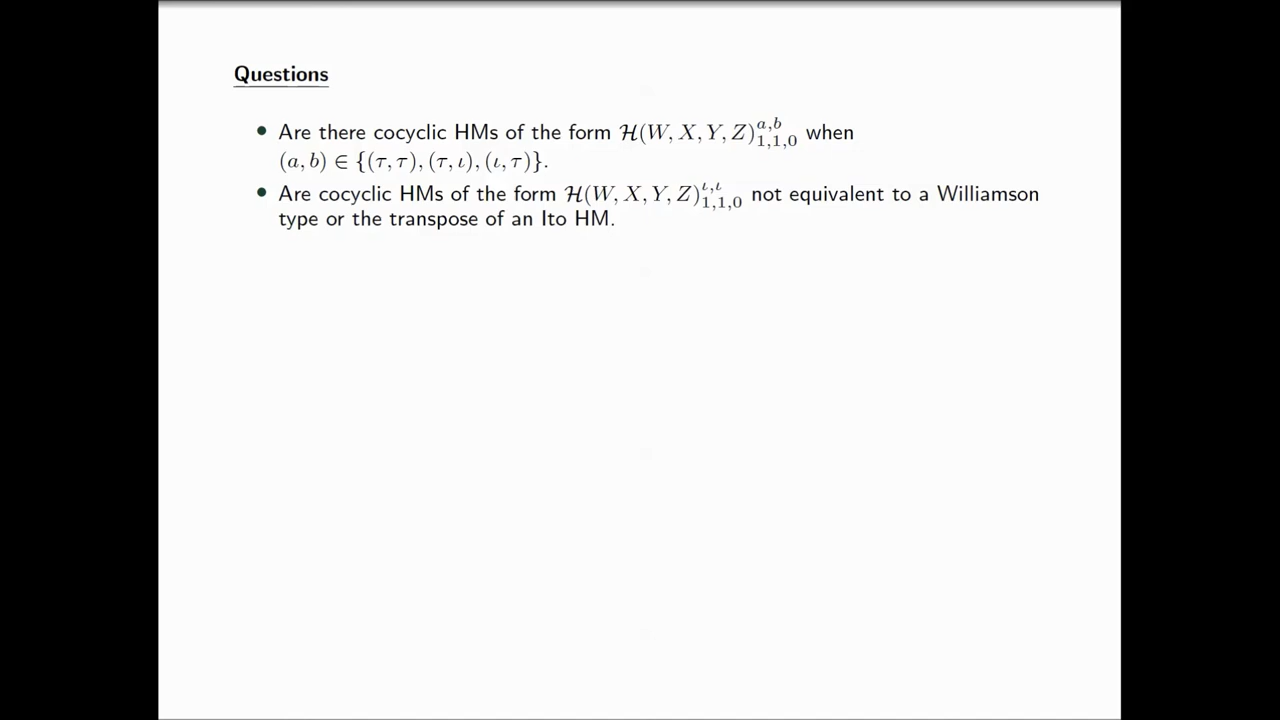 Questions
• Are there cocyclic HMs of the form ℋ(W, X, Y, Z)^{a,b}_{1,1,0} when
(a, b) ∈ {(τ, τ), (τ, ι), (ι, τ)}.
• Are cocyclic HMs of the form ℋ(W, X, Y, Z)^{ι,ι}_{1,1,0} not equivalent to a Williamson
type or the transpose of an Ito HM.